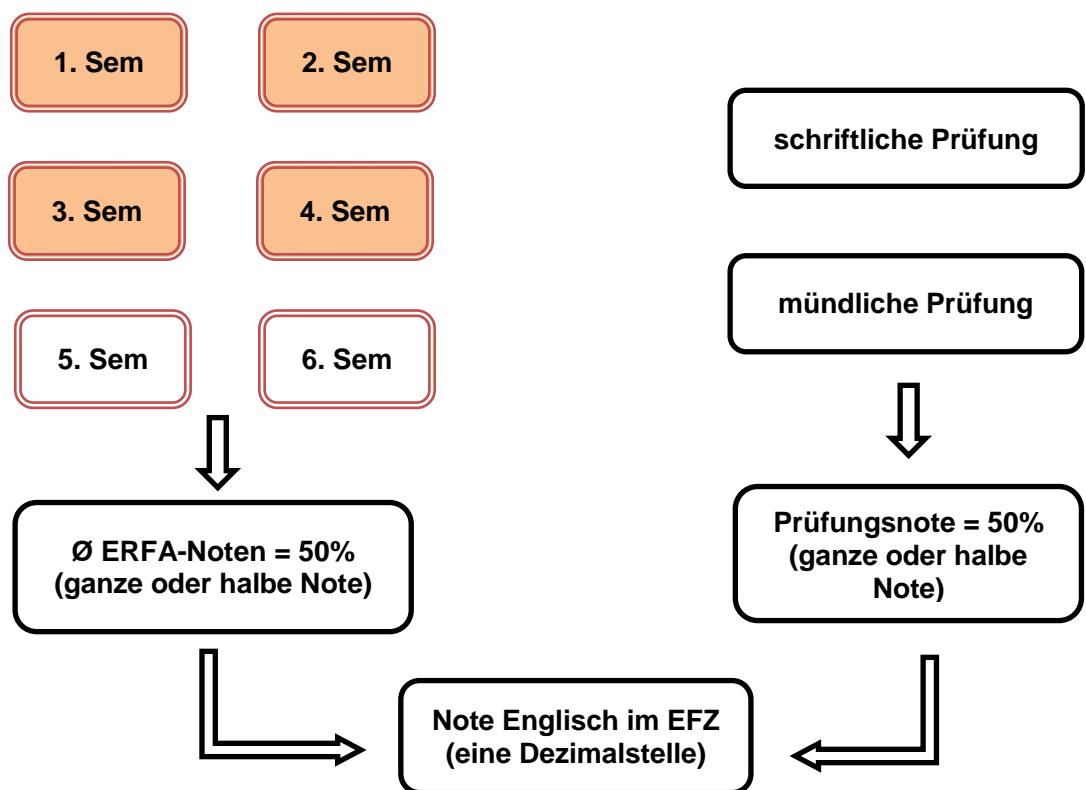 1. Sem
2. Sem
3. Sem
4. Sem
5. Sem
6. Sem
Ø ERFA-Noten = 50%
(ganze oder halbe Note)
schriftliche Prüfung
mündliche Prüfung
Prüfungsnote = 50%
(ganze oder halbe
Note)
Note Englisch im EFZ
(eine Dezimalstelle)